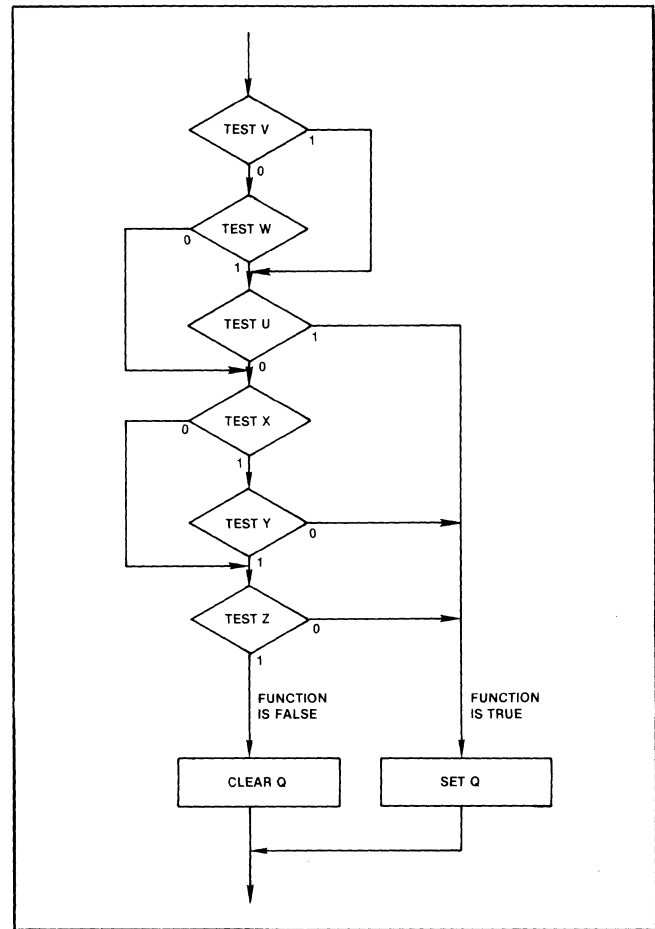 TEST V
1
0
TEST W
0
1
TEST U
1
0
TEST X
0
1
TEST Y
0
1
TEST Z
0
1
FUNCTION
IS FALSE
FUNCTION
IS TRUE
CLEAR Q
SET Q